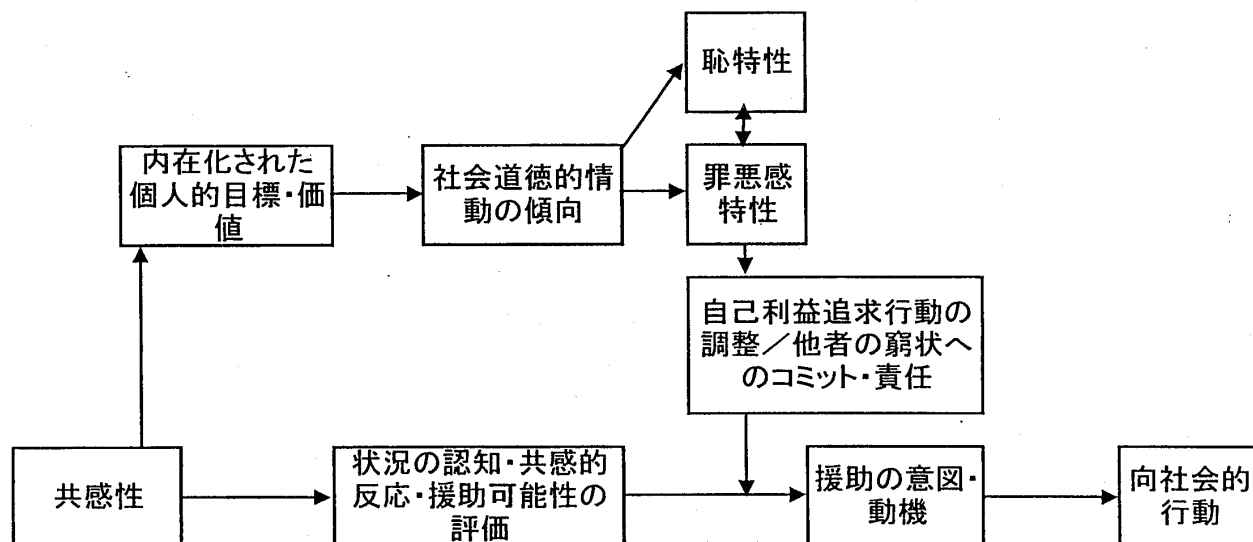 恥特性
内在化された
個人的目標・価
値
社会道徳的情
動の傾向
罪悪感
特性
自己利益追求行動の
調整／他者の窮状へ
のコミット・責任
共感性
状況の認知・共感的
反応・援助可能性の
評価
援助の意図・
動機
向社会的
行動